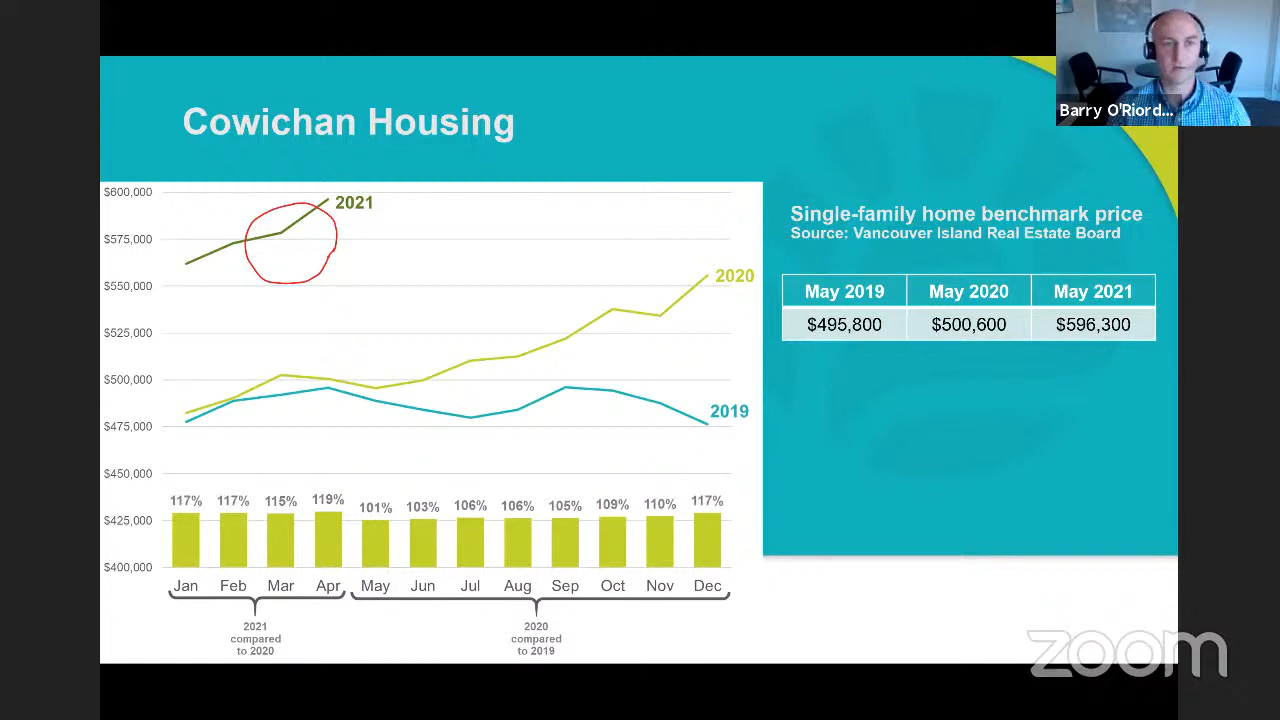 Barry O'Riord...
Cowichan Housing
$600,000
$575,000
$550,000
$525,000
$500,000
$475,000
$450,000
$425,000
$400,000
2021
2020
2019
117% 117% 115% 119% 101% 103% 106% 106% 105% 109% 110% 117%
Jan Feb Mar Apr May Jun Jul Aug Sep Oct Nov Dec
2021
compared
to 2020
2020
compared
to 2019
Single-family home benchmark price
Source: Vancouver Island Real Estate Board
May 2019 May 2020 May 2021
$495,800 $500,600 $596,300
zoom